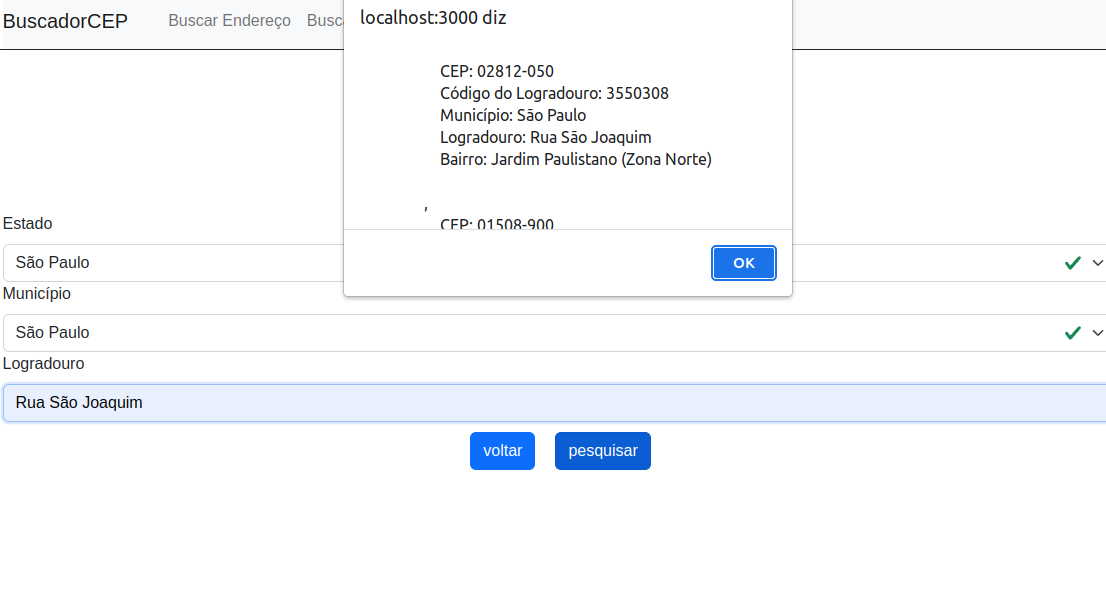 BuscadorCEP Buscar Endereço Busc
localhost:3000 diz
CEP: 02812-050
Código do Logradouro: 3550308
Município: São Paulo
Logradouro: Rua São Joaquim
Bairro: Jardim Paulistano (Zona Norte)
,
CEP: 01508-900
OK
Estado
São Paulo
Município
São Paulo
Logradouro
Rua São Joaquim
voltar pesquisar